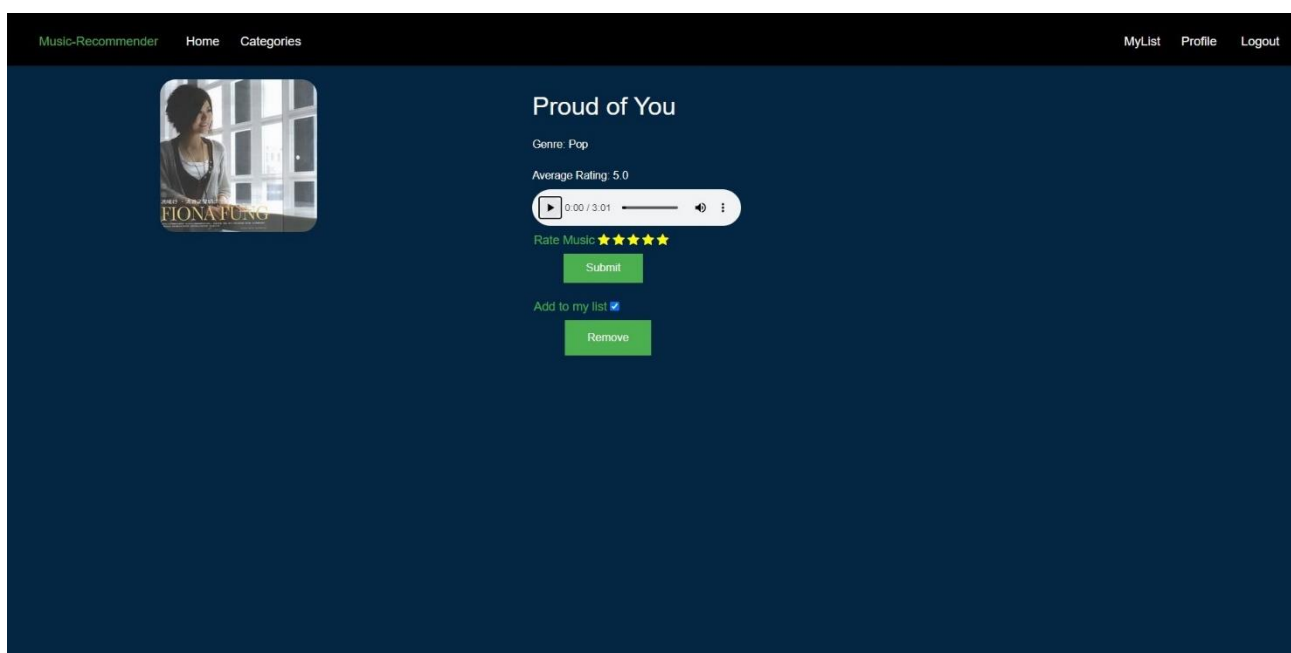 Music-Recommender Home Categories MyList Profile Logout
Proud of You
Genre: Pop
Average Rating: 5.0
0:00 / 3:01
Rate Music
Submit
Add to my list
Remove
FIONA FUNG